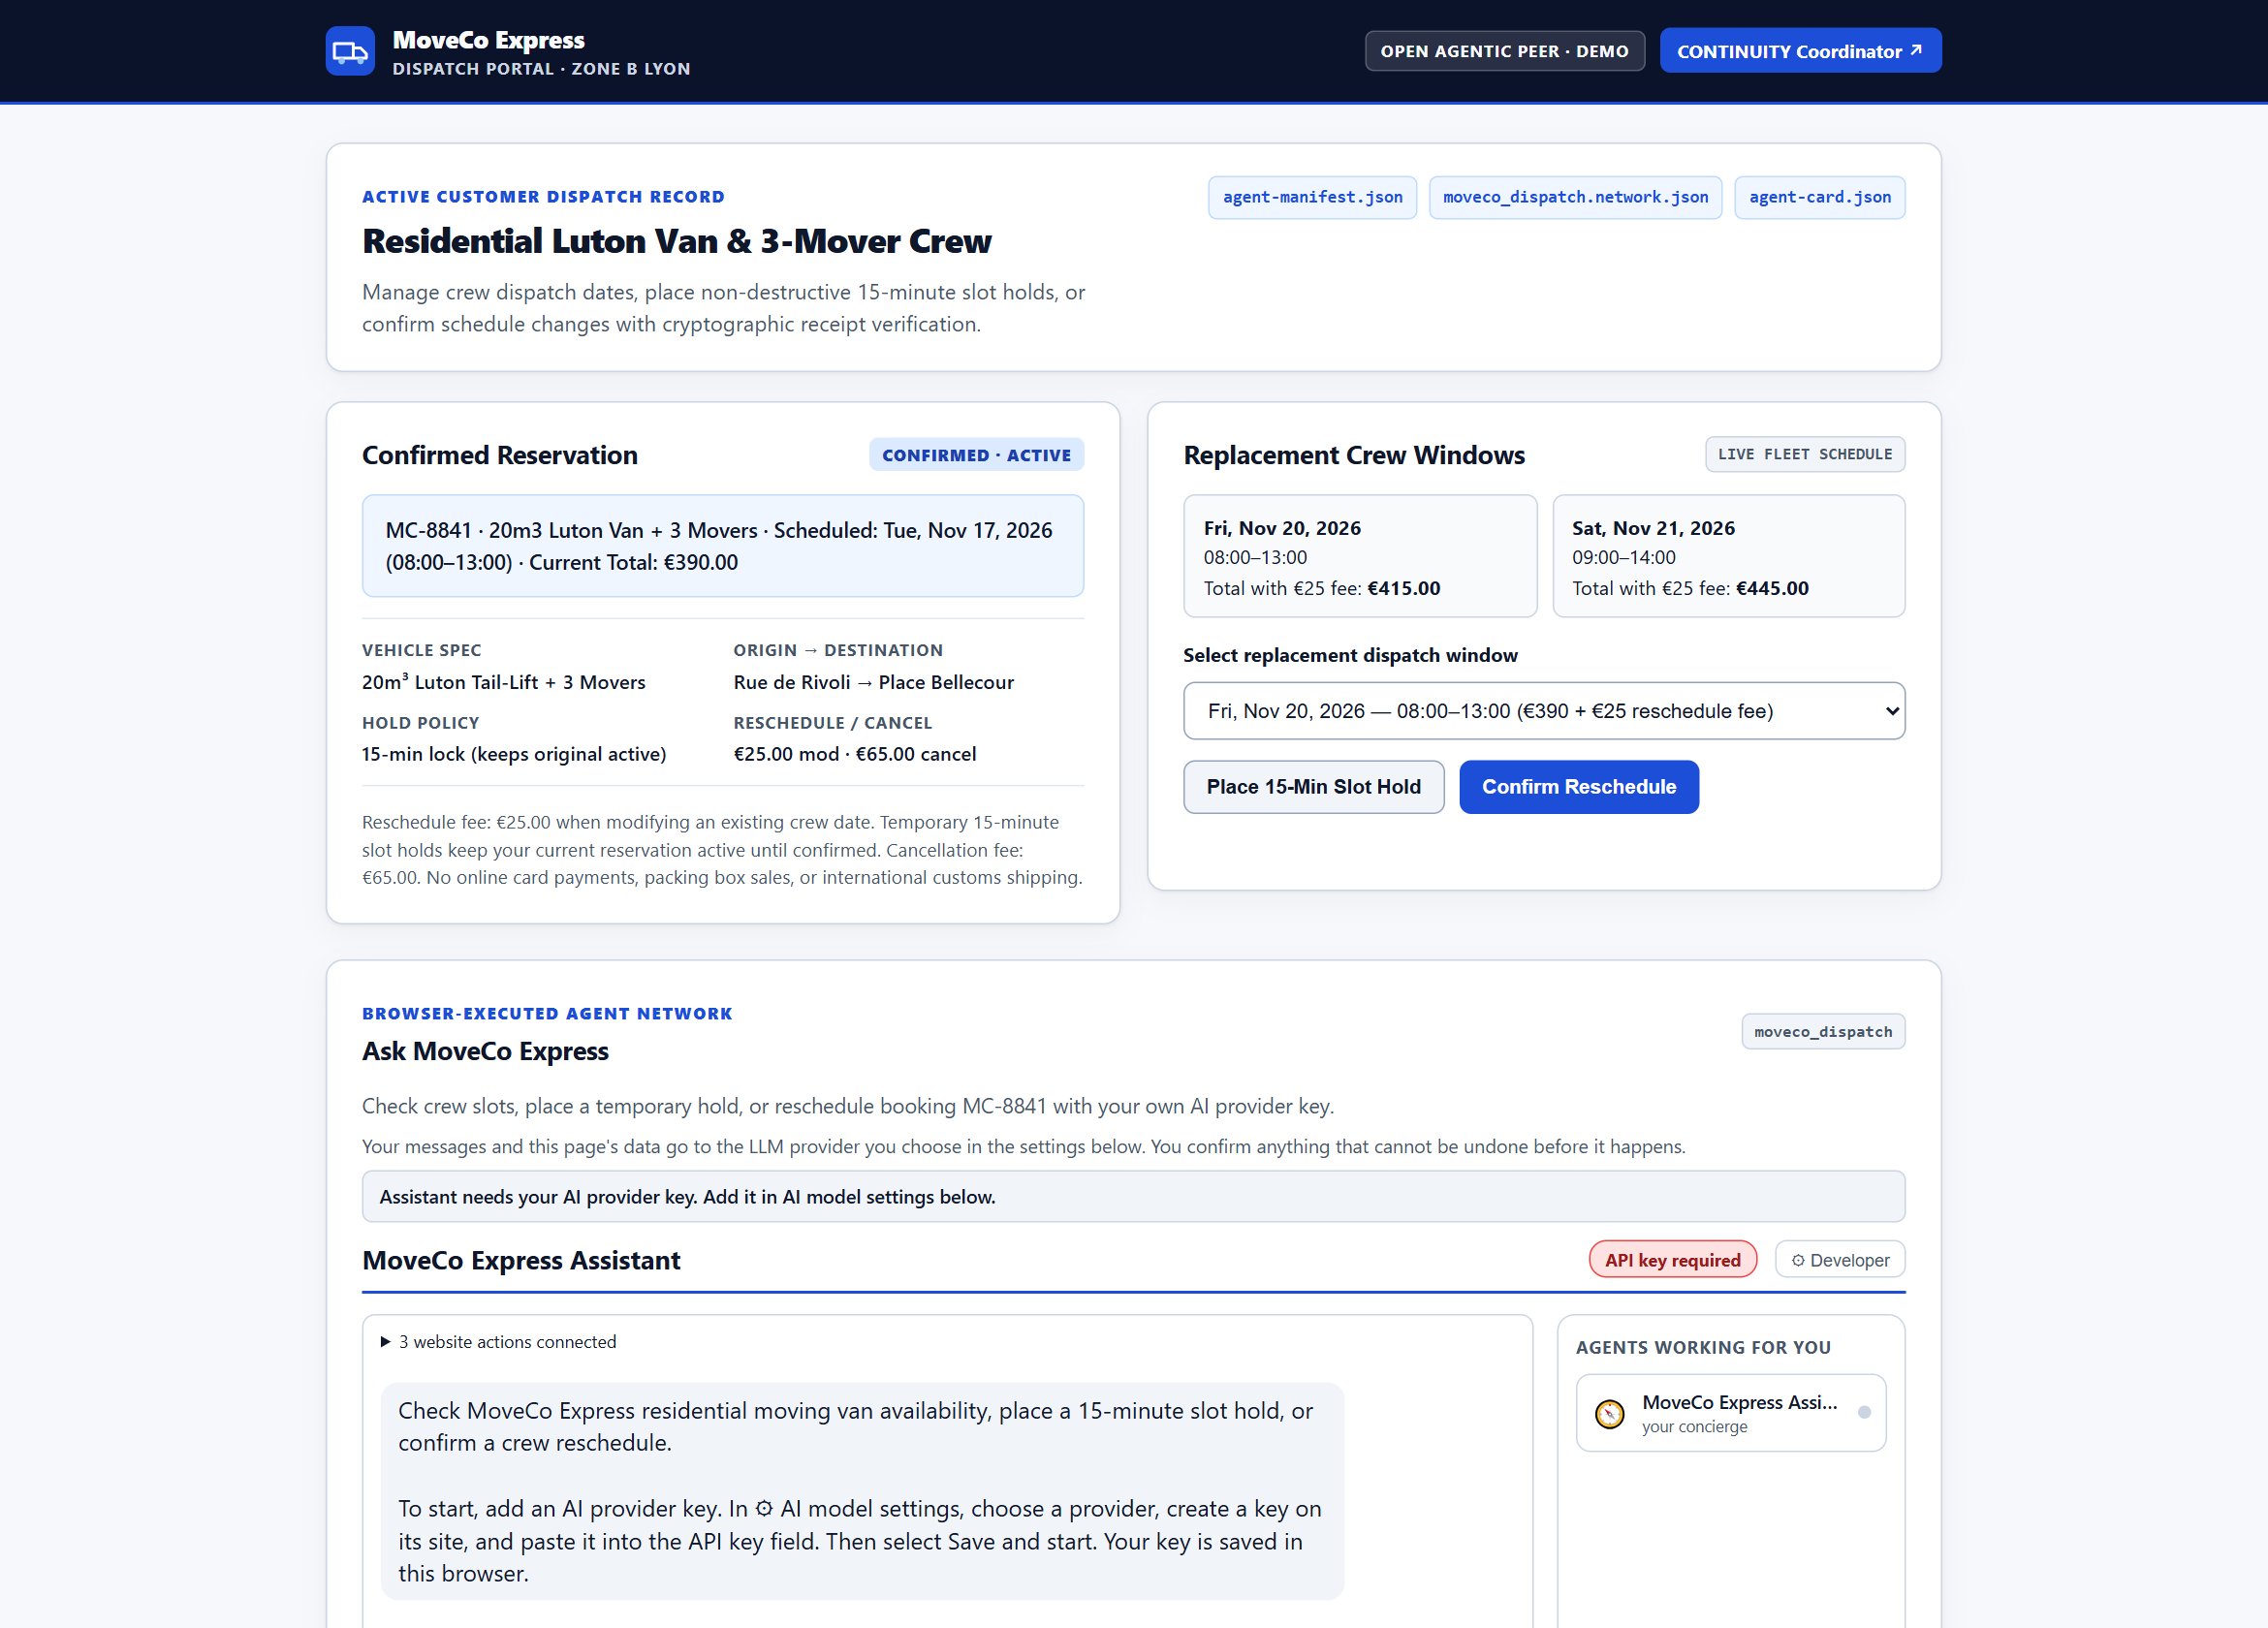 MoveCo Express
DISPATCH PORTAL · ZONE B LYON
OPEN AGENTIC PEER · DEMO
CONTINUITY Coordinator ↗
ACTIVE CUSTOMER DISPATCH RECORD
agent-manifest.json
moveco_dispatch.network.json
agent-card.json
Residential Luton Van & 3-Mover Crew
Manage crew dispatch dates, place non-destructive 15-minute slot holds, or
confirm schedule changes with cryptographic receipt verification.
Confirmed Reservation
CONFIRMED · ACTIVE
MC-8841 · 20m3 Luton Van + 3 Movers · Scheduled: Tue, Nov 17, 2026
(08:00–13:00) · Current Total: €390.00
VEHICLE SPEC
20m³ Luton Tail-Lift + 3 Movers
ORIGIN → DESTINATION
Rue de Rivoli → Place Bellecour
HOLD POLICY
15-min lock (keeps original active)
RESCHEDULE / CANCEL
€25.00 mod · €65.00 cancel
Reschedule fee: €25.00 when modifying an existing crew date. Temporary 15-minute
slot holds keep your current reservation active until confirmed. Cancellation fee:
€65.00. No online card payments, packing box sales, or international customs shipping.
Replacement Crew Windows
LIVE FLEET SCHEDULE
Fri, Nov 20, 2026
08:00–13:00
Total with €25 fee: €415.00
Sat, Nov 21, 2026
09:00–14:00
Total with €25 fee: €445.00
Select replacement dispatch window
Fri, Nov 20, 2026 — 08:00–13:00 (€390 + €25 reschedule fee)
Place 15-Min Slot Hold
Confirm Reschedule
BROWSER-EXECUTED AGENT NETWORK
Ask MoveCo Express
moveco_dispatch
Check crew slots, place a temporary hold, or reschedule booking MC-8841 with your own AI provider key.
Your messages and this page's data go to the LLM provider you choose in the settings below. You confirm anything that cannot be undone before it happens.
Assistant needs your AI provider key. Add it in AI model settings below.
MoveCo Express Assistant
API key required
⚙ Developer
▶ 3 website actions connected
Check MoveCo Express residential moving van availability, place a 15-minute slot hold, or
confirm a crew reschedule.
To start, add an AI provider key. In ⚙ AI model settings, choose a provider, create a key on
its site, and paste it into the API key field. Then select Save and start. Your key is saved in
this browser.
AGENTS WORKING FOR YOU
MoveCo Express Assi...
your concierge